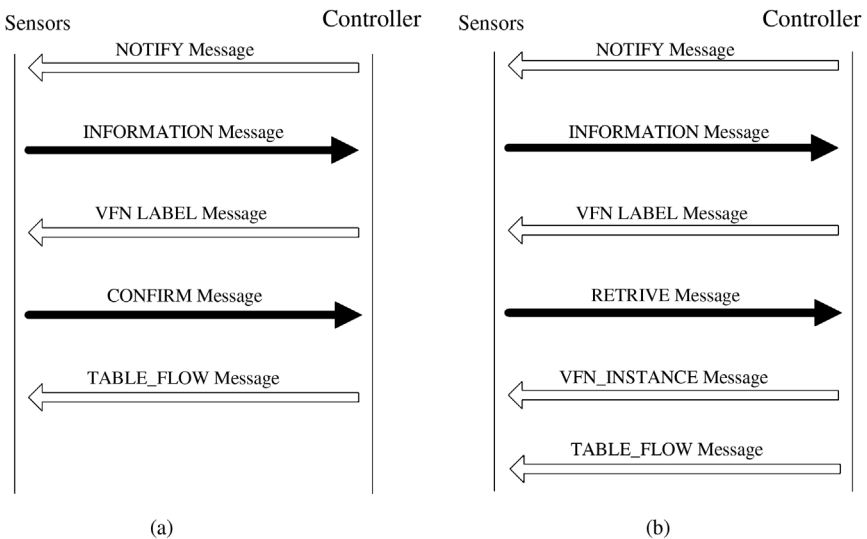 Sensors
Controller
NOTIFY Message
INFORMATION Message
VFN LABEL Message
CONFIRM Message
TABLE_FLOW Message
(a)
Sensors
Controller
NOTIFY Message
INFORMATION Message
VFN LABEL Message
RETRIVE Message
VFN_INSTANCE Message
TABLE_FLOW Message
(b)